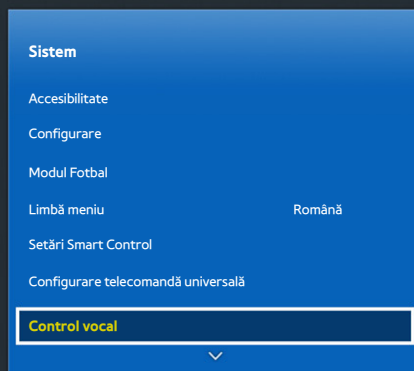 Sistem
Accesibilitate
Configurare
Modul Fotbal
Limbă meniu Română
Setări Smart Control
Configurare telecomandă universală
Control vocal